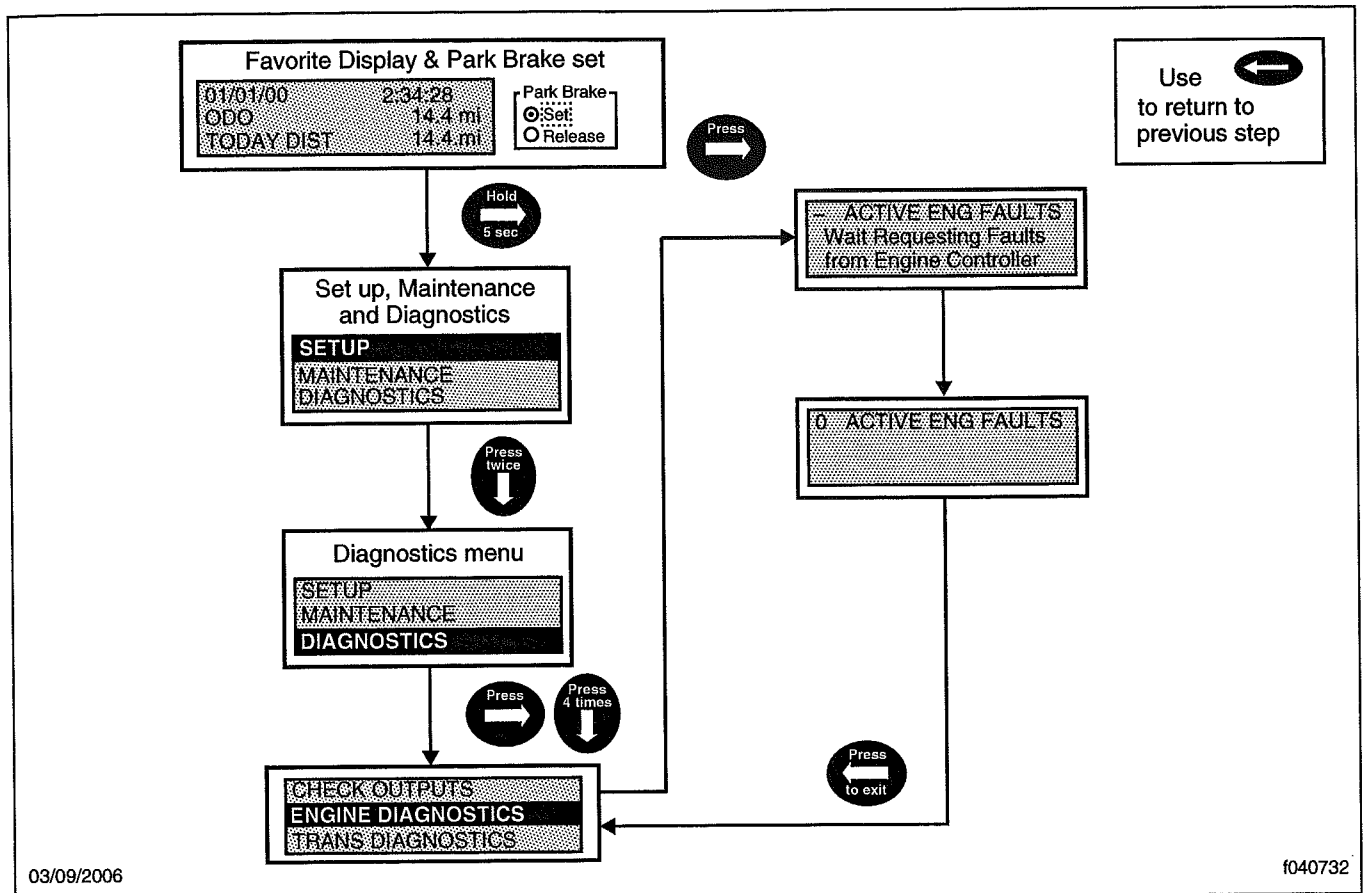 Favorite Display & Park Brake set
01/01/00 2:34:28
ODO 14.4 mi
TODAY DIST 14.4 mi
Park Brake
Set
Release
Use
to return to
previous step
Press
Hold
5 sec
– ACTIVE ENG FAULTS
Wait Requesting Faults
from Engine Controller
Set up, Maintenance
and Diagnostics
SETUP
MAINTENANCE
DIAGNOSTICS
0 ACTIVE ENG FAULTS
Press
twice
Diagnostics menu
SETUP
MAINTENANCE
DIAGNOSTICS
Press
Press
4 times
Press
to exit
CHECK OUTPUTS
ENGINE DIAGNOSTICS
TRANS DIAGNOSTICS
03/09/2006
f040732